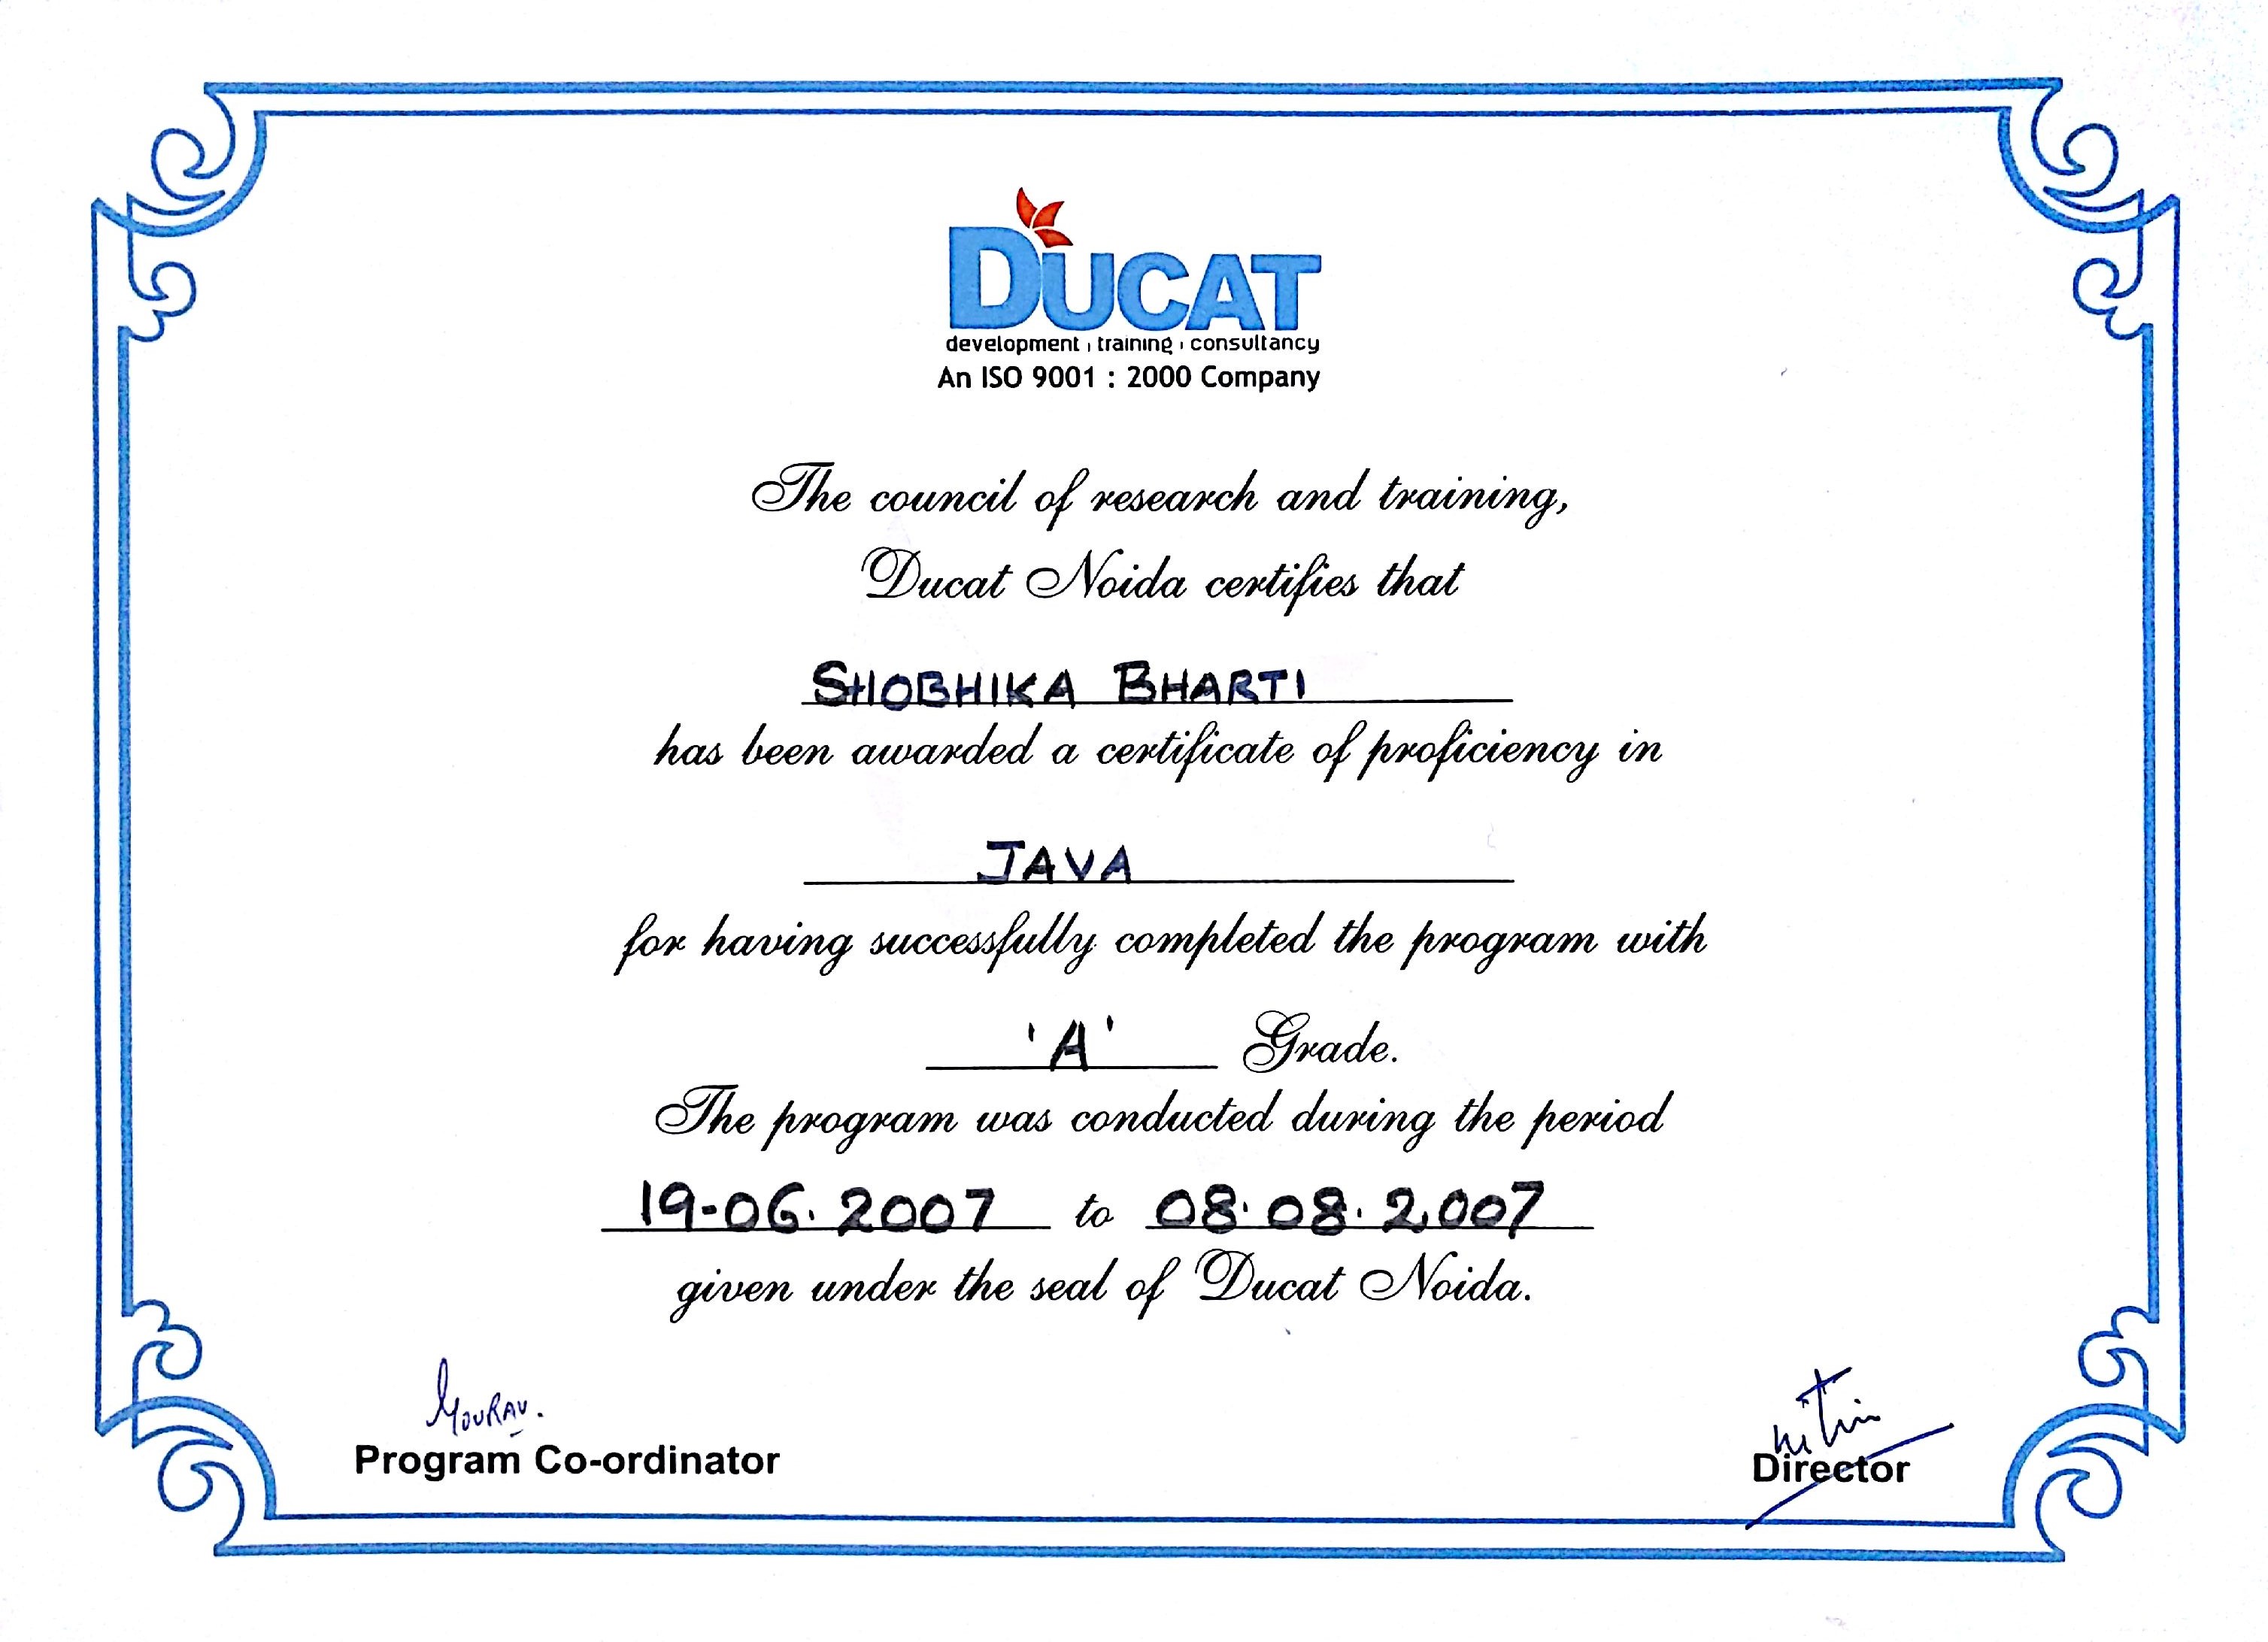 DUCAT
development | training | consultancy
An ISO 9001 : 2000 Company
The council of research and training,
Ducat Noida certifies that
SHOBHIKA BHARTI
has been awarded a certificate of proficiency in
JAVA
for having successfully completed the program with
'A' Grade.
The program was conducted during the period
19-06.2007 to 08.08.2007
given under the seal of Ducat Noida.
Program Co-ordinator
Director